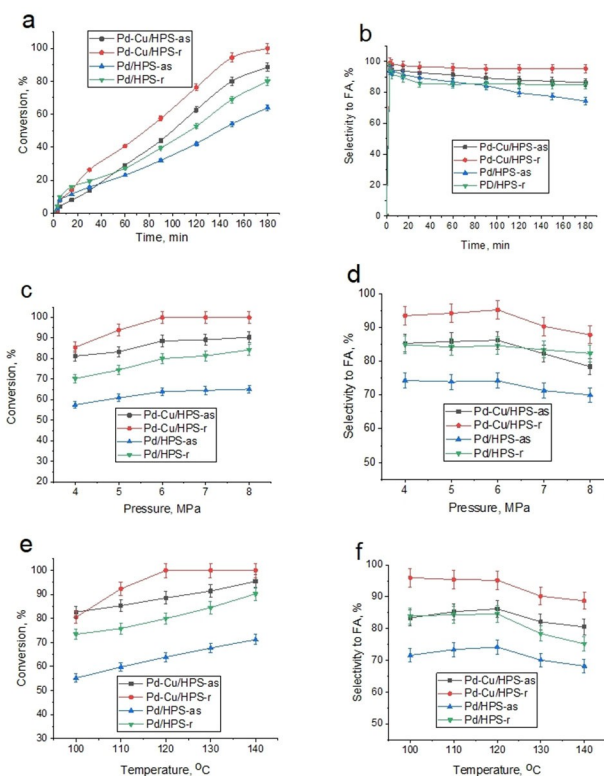 a
Pd-Cu/HPS-as
Pd-Cu/HPS-r
Pd/HPS-as
Pd/HPS-r
100
80
60
40
20
0
Conversion, %
0 20 40 60 80 100 120 140 160 180
Time, min
b
100
80
60
40
20
0
Selectivity to FA, %
Pd-Cu/HPS-as
Pd-Cu/HPS-r
Pd/HPS-as
PD/HPS-r
0 20 40 60 80 100 120 140 160 180
Time, min
c
110
100
90
80
70
60
50
40
30
20
Conversion, %
Pd-Cu/HPS-as
Pd-Cu/HPS-r
Pd/HPS-as
Pd/HPS-r
4 5 6 7 8
Pressure, MPa
d
100
90
80
70
60
50
Selectivity to FA, %
Pd-Cu/HPS-as
Pd-Cu/HPS-r
Pd/HPS-as
Pd/HPS-r
4 5 6 7 8
Pressure, MPa
e
110
100
90
80
70
60
50
40
30
Conversion, %
Pd-Cu/HPS-as
Pd-Cu/HPS-r
Pd/HPS-as
Pd/HPS-r
100 110 120 130 140
Temperature, °C
f
100
90
80
70
60
50
Selectivity to FA, %
Pd-Cu/HPS-as
Pd-Cu/HPS-r
Pd/HPS-as
Pd/HPS-r
100 110 120 130 140
Temperature, °C